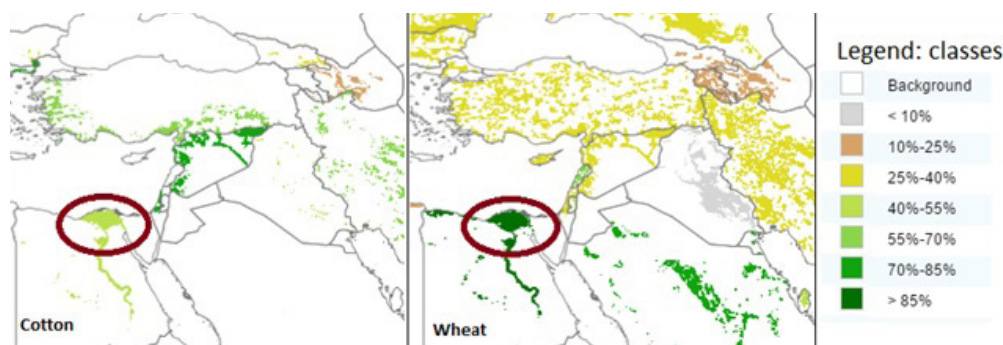 Cotton
Wheat
Legend: classes
Background
< 10%
10%-25%
25%-40%
40%-55%
55%-70%
70%-85%
> 85%